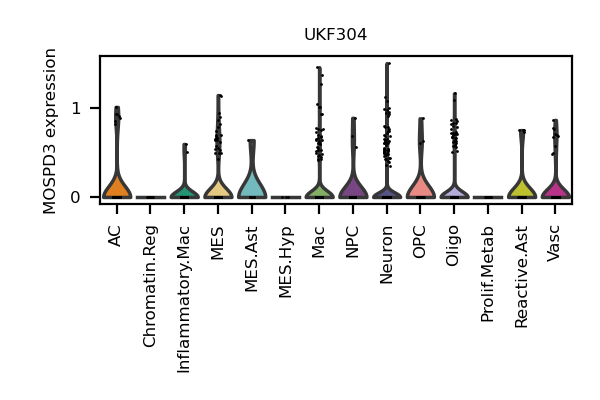 UKF304
MOSPD3 expression
1
0
AC
Chromatin.Reg
Inflammatory.Mac
MES
MES.Ast
MES.Hyp
Mac
NPC
Neuron
OPC
Oligo
Prolif.Metab
Reactive.Ast
Vasc